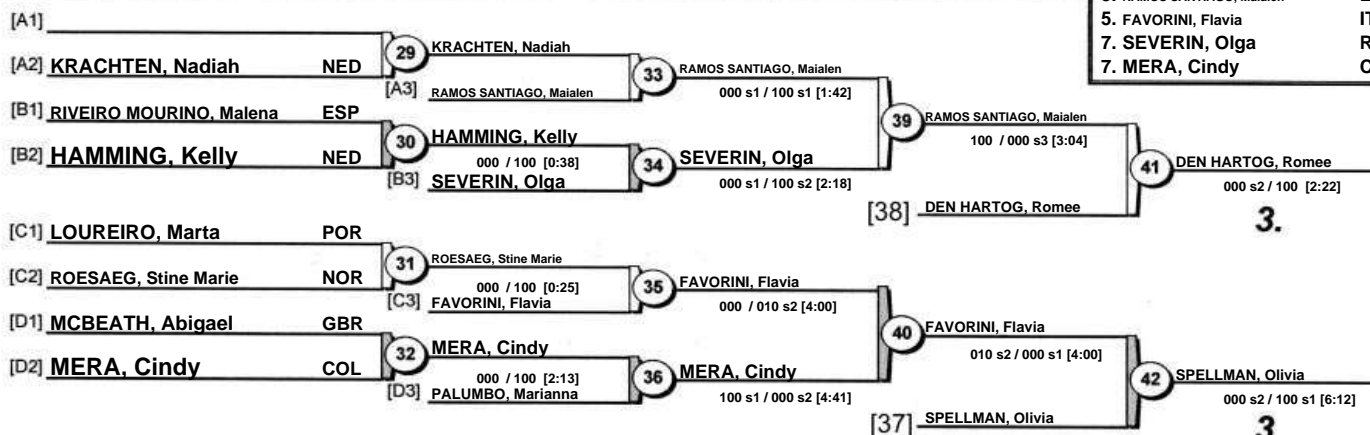 5. FAVORINI, Flavia
7. SEVERIN, Olga
7. MERA, Cindy
[A1]
[A2] KRACHTEN, Nadiah NED
29
KRACHTEN, Nadiah
[A3] RAMOS SANTIAGO, Maialen
33
RAMOS SANTIAGO, Maialen
000 s1 / 100 s1 [1:42]
[B1] RIVEIRO MOURINO, Malena ESP
[B2] HAMMING, Kelly NED
30
HAMMING, Kelly
000 / 100 [0:38]
[B3] SEVERIN, Olga
34
SEVERIN, Olga
000 s1 / 100 s2 [2:18]
39
RAMOS SANTIAGO, Maialen
100 / 000 s3 [3:04]
[38] DEN HARTOG, Romee
41
DEN HARTOG, Romee
000 s2 / 100 [2:22]
3.
[C1] LOUREIRO, Marta POR
[C2] ROESAEG, Stine Marie NOR
31
ROESAEG, Stine Marie
000 / 100 [0:25]
[C3] FAVORINI, Flavia
35
FAVORINI, Flavia
000 / 010 s2 [4:00]
[D1] MCBEATH, Abigael GBR
[D2] MERA, Cindy COL
32
MERA, Cindy
000 / 100 [2:13]
[D3] PALUMBO, Marianna
36
MERA, Cindy
100 s1 / 000 s2 [4:41]
40
FAVORINI, Flavia
010 s2 / 000 s1 [4:00]
[37] SPELLMAN, Olivia
42
SPELLMAN, Olivia
000 s2 / 100 s1 [6:12]
3